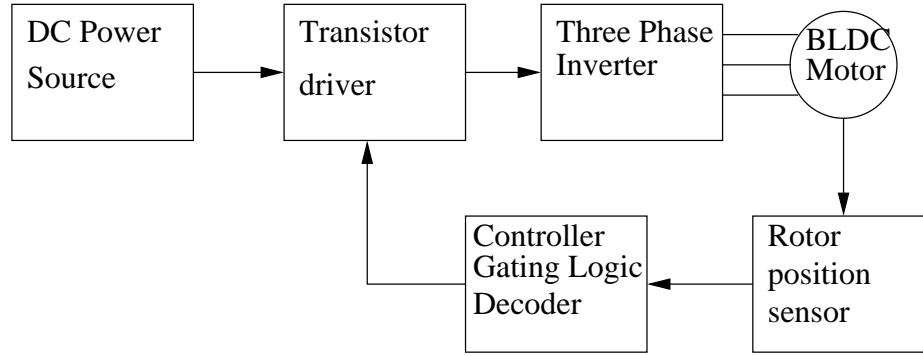 DC Power
Source
Transistor
driver
Three Phase
Inverter
BLDC
Motor
Controller
Gating Logic
Decoder
Rotor
position
sensor